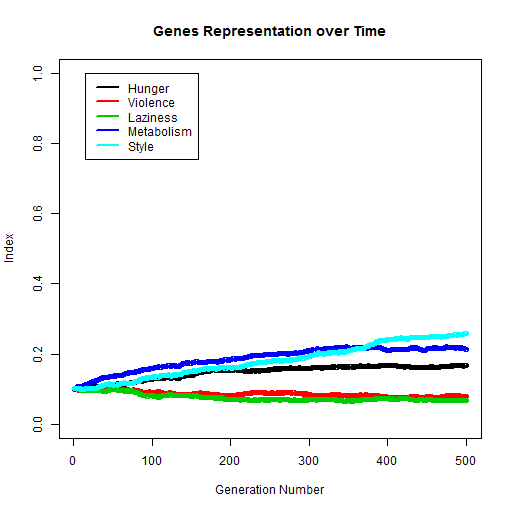 Genes Representation over Time
1.0
0.8
0.6
0.4
0.2
0.0
Index
Hunger
Violence
Laziness
Metabolism
Style
0 100 200 300 400 500
Generation Number